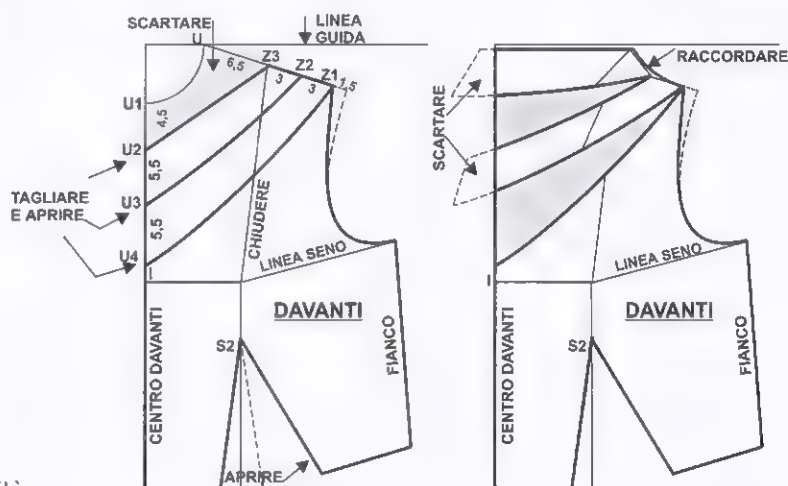 SCARTARE
U
LINEA
GUIDA
6,5
Z3
3
Z2
3
Z1
1,5
U1
4,5
U2
5,5
TAGLIARE
E APRIRE
U3
5,5
U4
I
CHIUDERE
LINEA SENO
DAVANTI
CENTRO DAVANTI
FIANCO
S2
APRIRE
RACCORDARE
SCARTARE
I
LINEA SENO
DAVANTI
CENTRO DAVANTI
FIANCO
S2